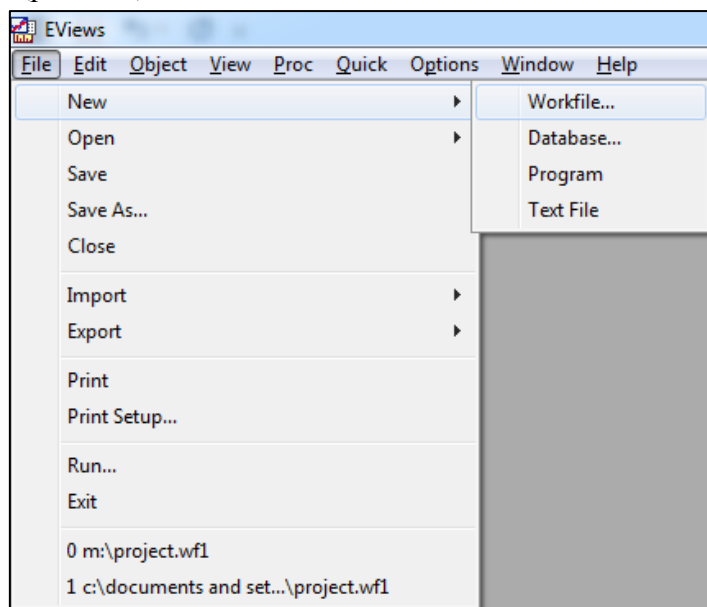 EViews
File Edit Object View Proc Quick Options Window Help
New
Open
Save
Save As...
Close
Import
Export
Print
Print Setup...
Run...
Exit
0 m:\project.wf1
1 c:\documents and set...\project.wf1
Workfile...
Database...
Program
Text File